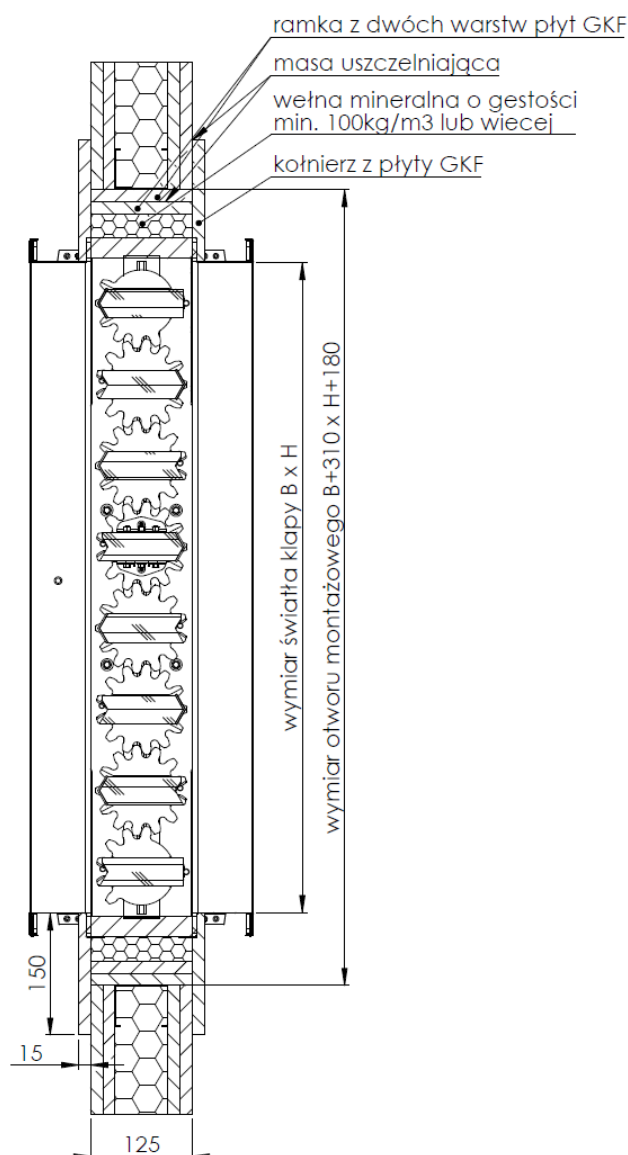 ramka z dwóch warstw płyt GKF
masa uszczelniająca
wełna mineralna o gestości
min. 100kg/m3 lub wiecej
kołnierz z płyty GKF
wymiar światła klapy B x H
wymiar otworu montażowego B+310 x H+180
150
15
125